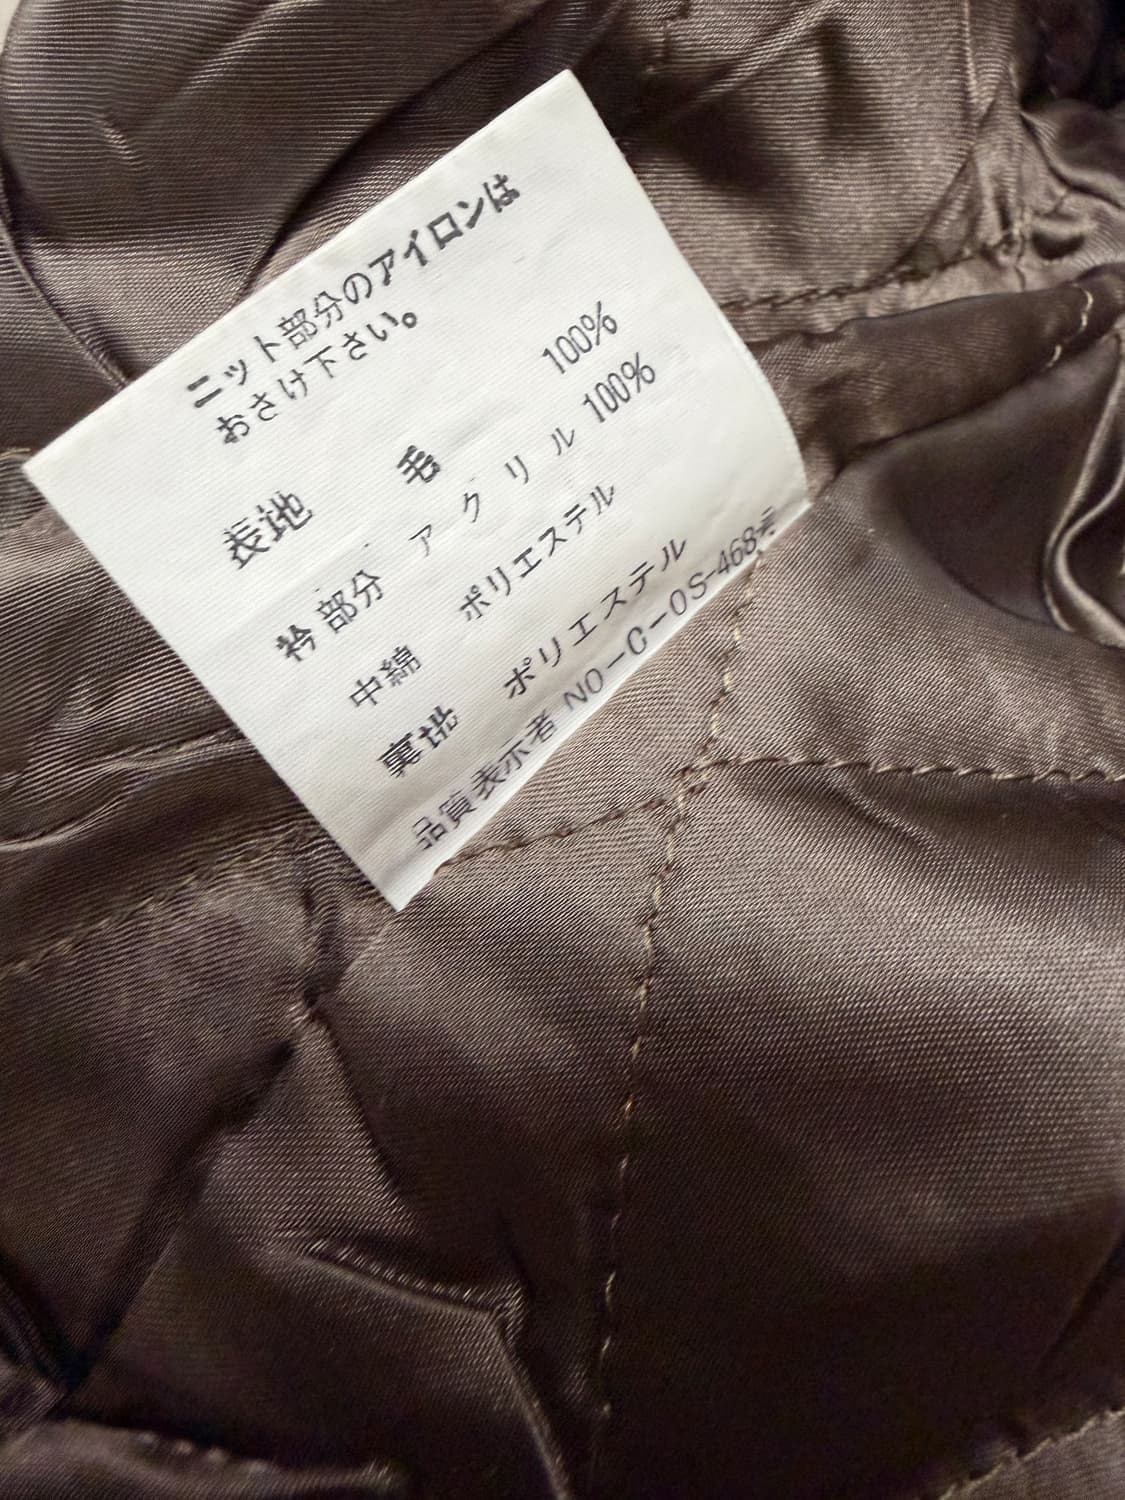 ニット部分のアイロンは
おさけ下さい。
表地 毛 100%
衿部分 アクリル 100%
中綿 ポリエステル
裏地 ポリエステル
品質表示者 NO-C-OS-468号